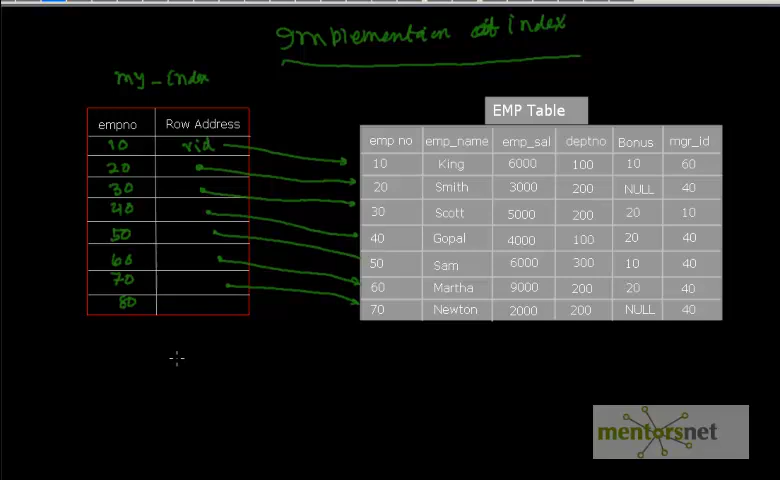 Implemention of index
my_index
empno Row Address
10 rid
20
30
40
50
60
70
80
EMP Table
emp no emp_name emp_sal deptno Bonus mgr_id
10 King 6000 100 10 60
20 Smith 3000 200 NULL 40
30 Scott 5000 200 20 10
40 Gopal 4000 100 20 40
50 Sam 6000 300 10 40
60 Martha 9000 200 20 40
70 Newton 2000 200 NULL 40
mentorsnet